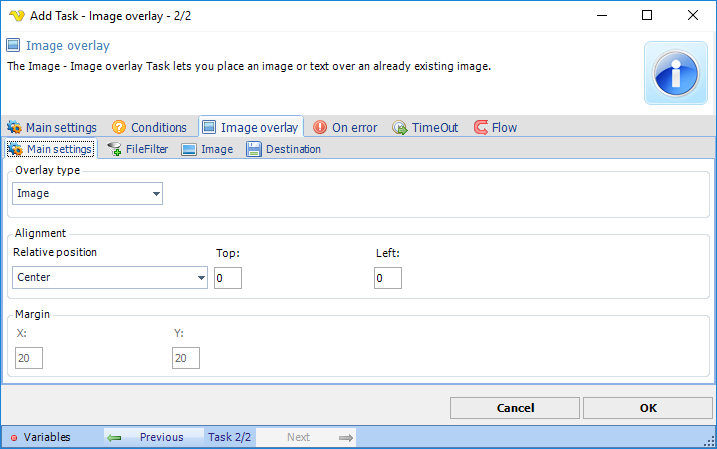 Add Task - Image overlay - 2/2
Image overlay
The Image - Image overlay Task lets you place an image or text over an already existing image.
Main settings Conditions Image overlay On error TimeOut Flow
Main settings FileFilter Image Destination
Overlay type
Image
Alignment
Relative position Top: Left:
Center 0 0
Margin
X: Y:
20 20
Cancel OK
Variables Previous Task 2/2 Next